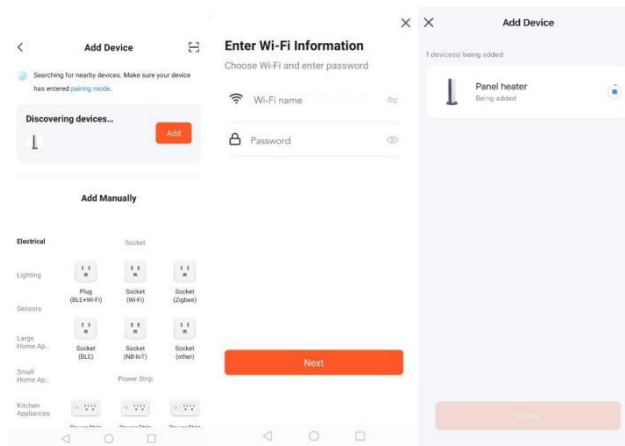 Add Device
Searching for nearby devices. Make sure your device
has entered pairing mode.
Discovering devices...
Add
Add Manually
Electrical
Socket
Lighting
Plug
(BLE+Wi-Fi)
Socket
(Wi-Fi)
Socket
(Zigbee)
Sensors
Large
Home Ap...
Socket
(BLE)
Socket
(NB-IoT)
Socket
(other)
Small
Home Ap...
Power Strip
Kitchen
Appliances
Enter Wi-Fi Information
Choose Wi-Fi and enter password
Wi-Fi name
Password
Next
Add Device
1 device(s) being added
Panel heater
Being added